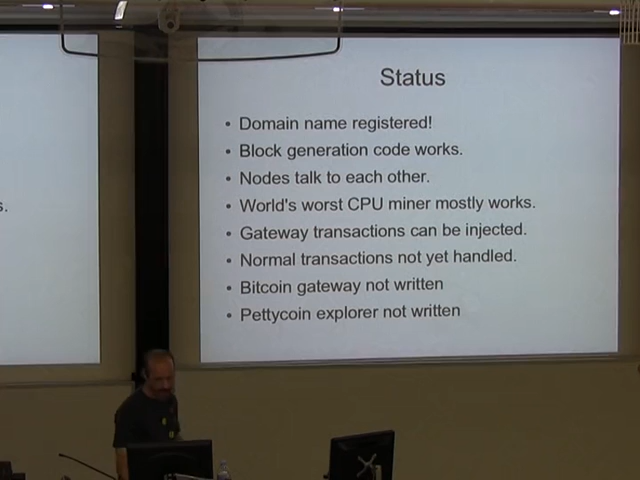 s.
Status
• Domain name registered!
• Block generation code works.
• Nodes talk to each other.
• World's worst CPU miner mostly works.
• Gateway transactions can be injected.
• Normal transactions not yet handled.
• Bitcoin gateway not written
• Pettycoin explorer not written